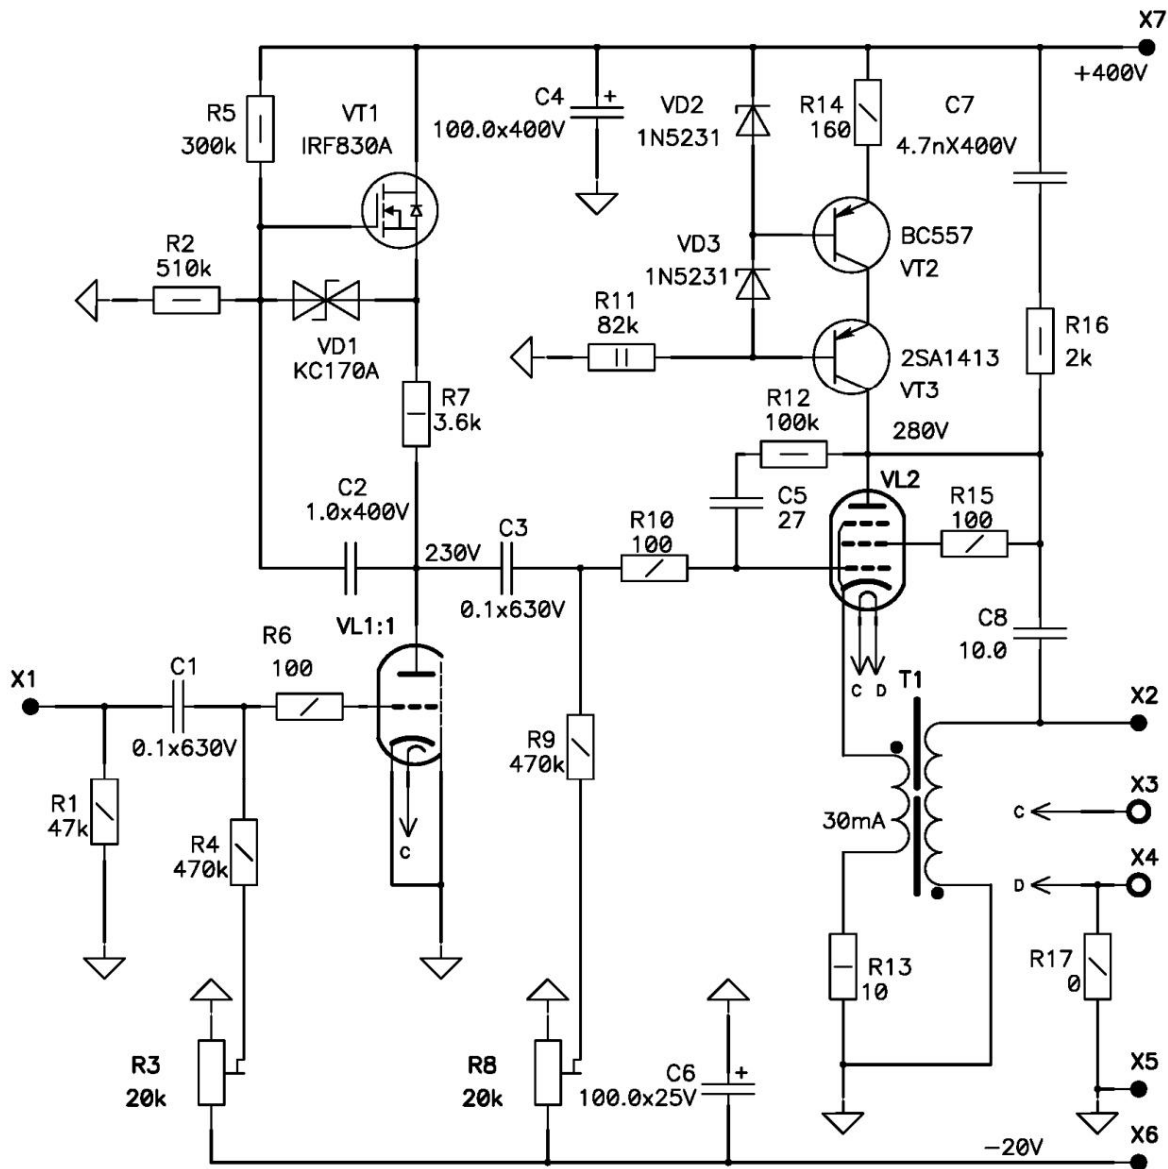 X7
+400V
R5
300k
VT1
IRF830A
C4
+
100.0x400V
VD2
1N5231
R14
160
C7
4.7nX400V
R2
510k
VD3
1N5231
BC557
VT2
R11
82k
VD1
KC170A
2SA1413
VT3
R16
2k
R7
3.6k
R12
100k
280V
C2
1.0x400V
C3
230V
0.1x630V
R10
100
C5
27
VL2
R15
100
VL1:1
R6
100
C8
10.0
X1
C1
0.1x630V
C D
T1
X2
R9
470k
R1
47k
R4
470k
C
30mA
C
X3
D
X4
R13
10
R17
0
R3
20k
R8
20k
C6
+
100.0x25V
X5
-20V
X6